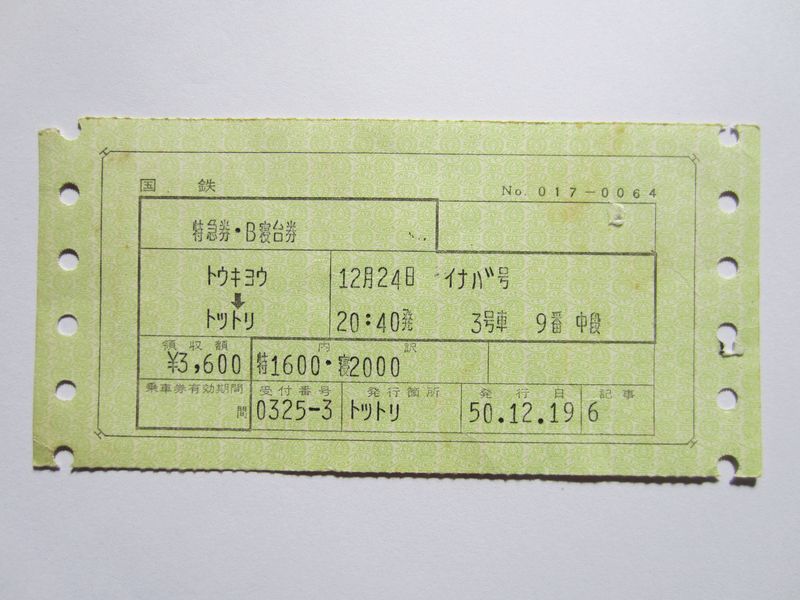 国鉄 No. 017-0064
特急券・B寝台券
トウキヨウ 12月24日 イナバ号
⬇
トツトリ 20:40発 3号車 9番 中段
領収額 内訳
¥3,600 特1600・寝2000
乗車券有効期間 受付番号 発行箇所 発行日 記事
間 0325-3 トツトリ 50.12.19 6